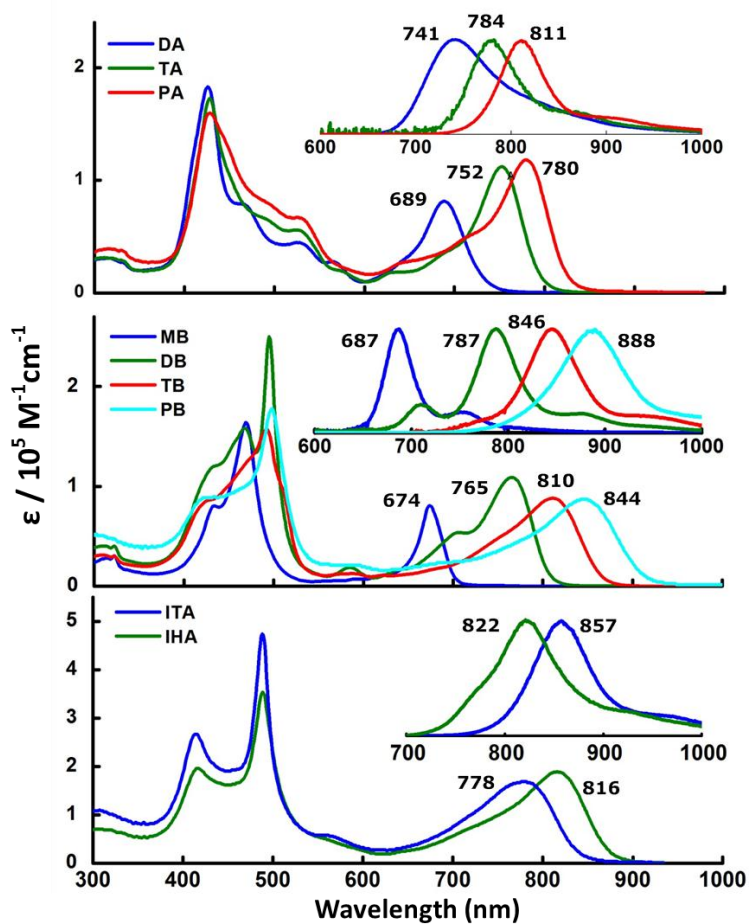 DA
TA
PA
741
784
811
600 700 800 900 1000
689
752
780
2
1
0
MB
DB
TB
PB
687
787
846
888
600 700 800 900 1000
674
765
810
844
2
1
0
ε / 10⁵ M⁻¹cm⁻¹
ITA
IHA
822
857
700 800 900 1000
778
816
5
4
3
2
1
0
300 400 500 600 700 800 900 1000
Wavelength (nm)